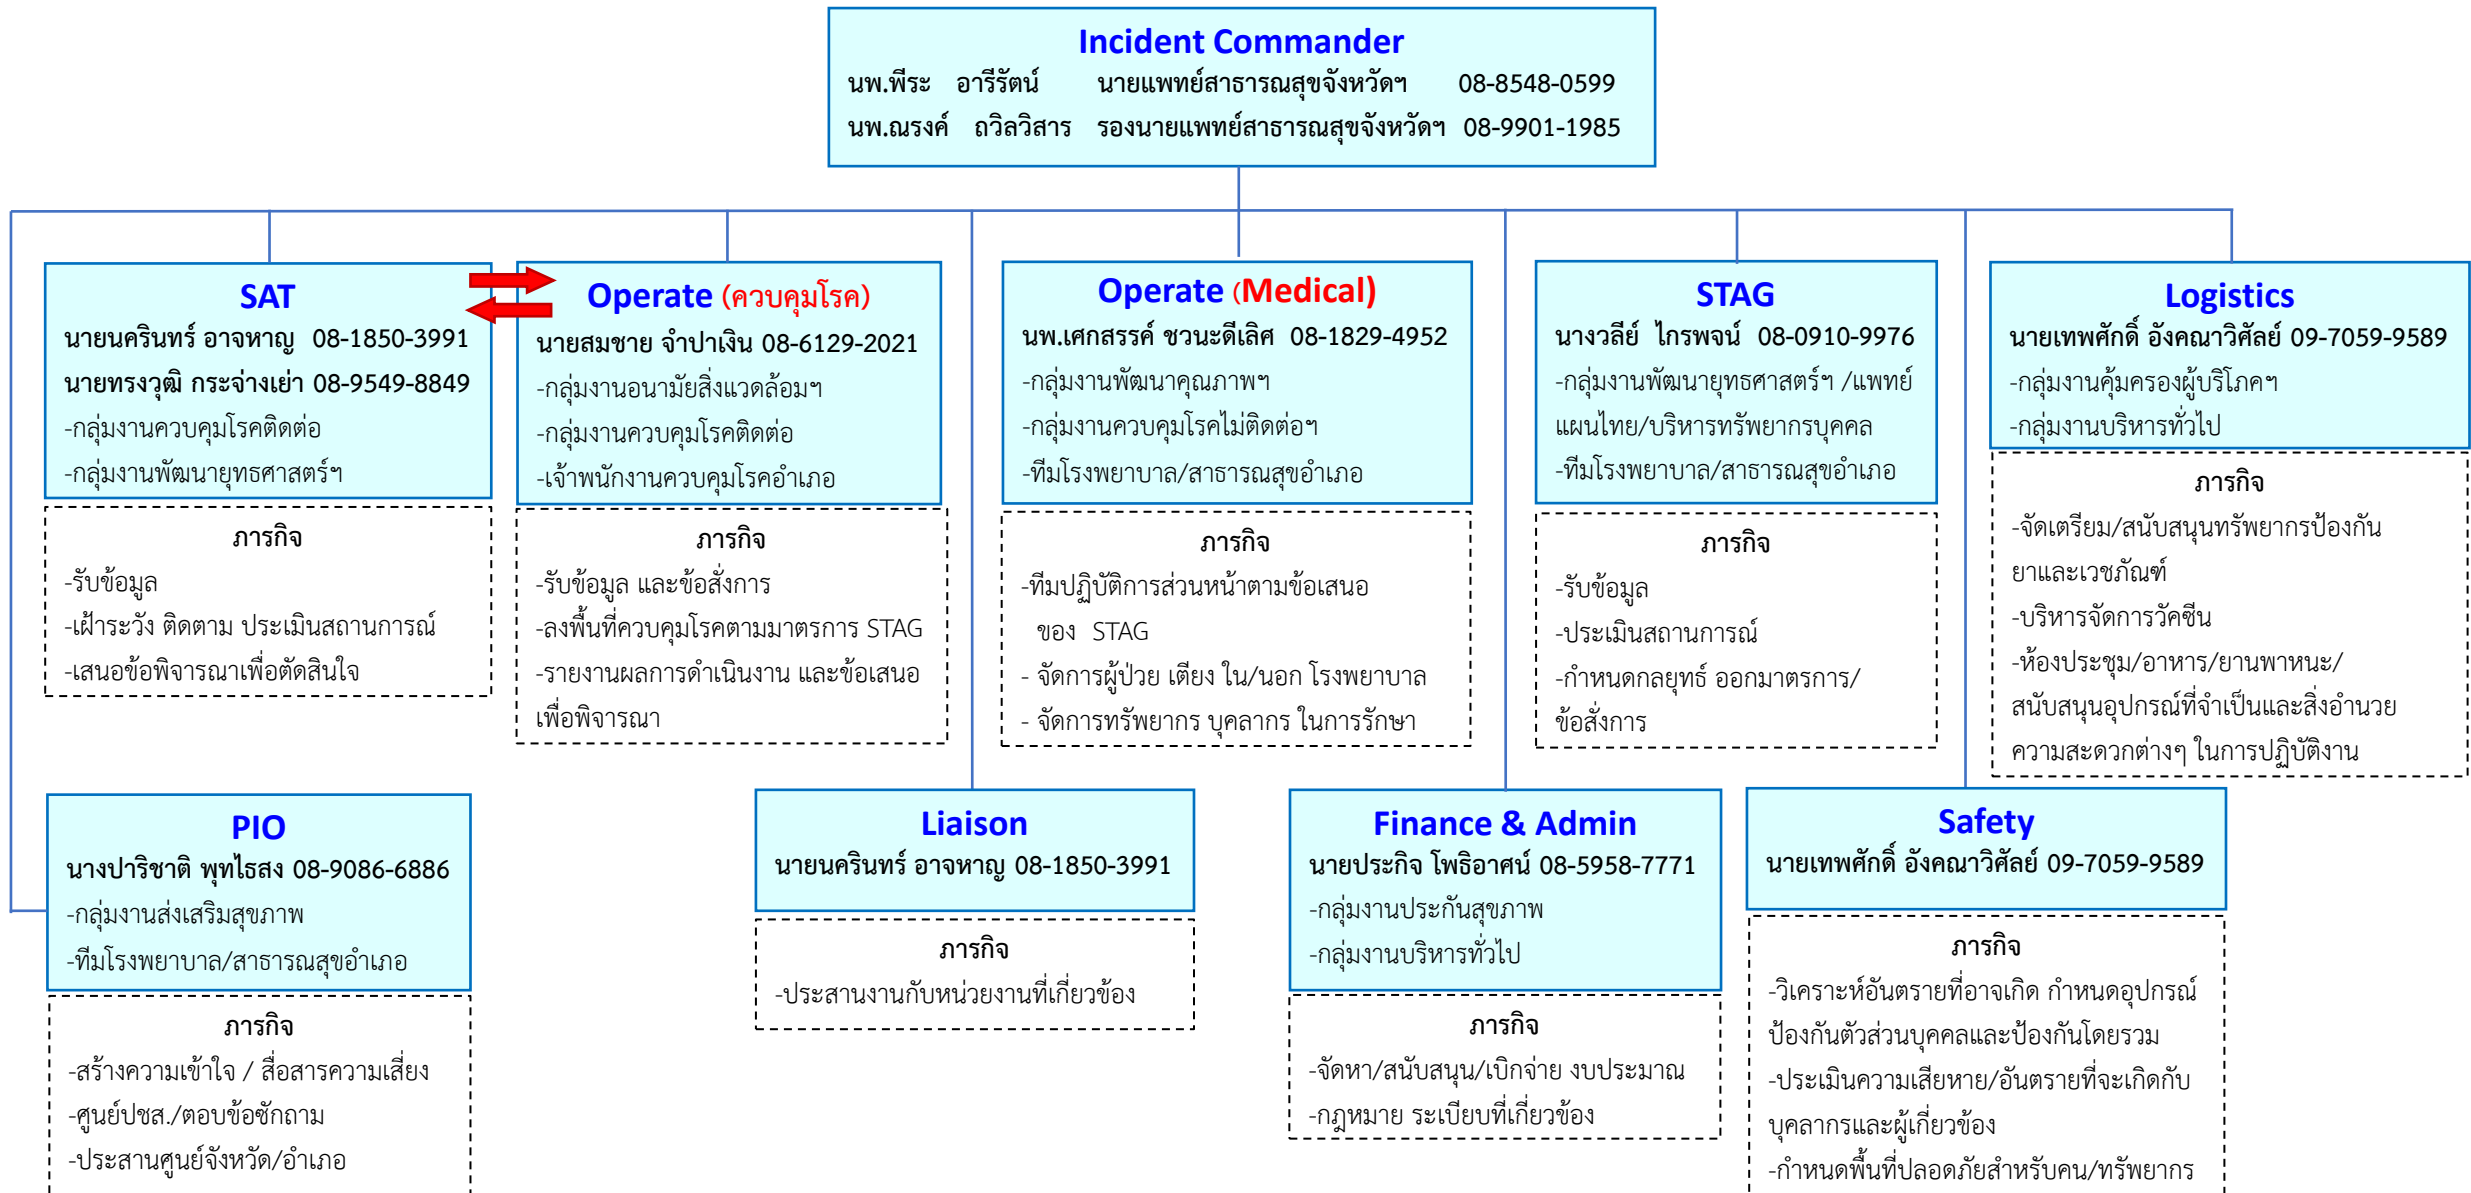 Incident Commander
นพ.พีระ อารีรัตน์ นายแพทย์สาธารณสุขจังหวัดฯ 08-8548-0599
นพ.ณรงค์ ถวิลวิสาร รองนายแพทย์สาธารณสุขจังหวัดฯ 08-9901-1985
SAT
นายนครินทร์ อาจหาญ 08-1850-3991
นายทรงวุฒิ กระจ่างเย่า 08-9549-8849
-กลุ่มงานควบคุมโรคติดต่อ
-กลุ่มงานพัฒนายุทธศาสตร์ฯ
ภารกิจ
-รับข้อมูล
-เฝ้าระวัง ติดตาม ประเมินสถานการณ์
-เสนอข้อพิจารณาเพื่อตัดสินใจ
Operate (ควบคุมโรค)
นายสมชาย จำปาเงิน 08-6129-2021
-กลุ่มงานอนามัยสิ่งแวดล้อมฯ
-กลุ่มงานควบคุมโรคติดต่อ
-เจ้าพนักงานควบคุมโรคอำเภอ
ภารกิจ
-รับข้อมูล และข้อสั่งการ
-ลงพื้นที่ควบคุมโรคตามมาตรการ STAG
-รายงานผลการดำเนินงาน และข้อเสนอ
เพื่อพิจารณา
Operate (Medical)
นพ.เศกสรรค์ ชวนะดีเลิศ 08-1829-4952
-กลุ่มงานพัฒนาคุณภาพฯ
-กลุ่มงานควบคุมโรคไม่ติดต่อฯ
-ทีมโรงพยาบาล/สาธารณสุขอำเภอ
ภารกิจ
-ทีมปฏิบัติการส่วนหน้าตามข้อเสนอ
ของ STAG
- จัดการผู้ป่วย เตียง ใน/นอก โรงพยาบาล
- จัดการทรัพยากร บุคลากร ในการรักษา
STAG
นางวลีย์ ไกรพจน์ 08-0910-9976
-กลุ่มงานพัฒนายุทธศาสตร์ฯ /แพทย์
แผนไทย/บริหารทรัพยากรบุคคล
-ทีมโรงพยาบาล/สาธารณสุขอำเภอ
ภารกิจ
-รับข้อมูล
-ประเมินสถานการณ์
-กำหนดกลยุทธ์ ออกมาตรการ/
ข้อสั่งการ
Logistics
นายเทพศักดิ์ อังคณาวิศัลย์ 09-7059-9589
-กลุ่มงานคุ้มครองผู้บริโภคฯ
-กลุ่มงานบริหารทั่วไป
ภารกิจ
-จัดเตรียม/สนับสนุนทรัพยากรป้องกัน
ยาและเวชภัณฑ์
-บริหารจัดการวัคซีน
-ห้องประชุม/อาหาร/ยานพาหนะ/
สนับสนุนอุปกรณ์ที่จำเป็นและสิ่งอำนวย
ความสะดวกต่างๆ ในการปฏิบัติงาน
PIO
นางปาริชาติ พุทไธสง 08-9086-6886
-กลุ่มงานส่งเสริมสุขภาพ
-ทีมโรงพยาบาล/สาธารณสุขอำเภอ
ภารกิจ
-สร้างความเข้าใจ / สื่อสารความเสี่ยง
-ศูนย์ปชส./ตอบข้อซักถาม
-ประสานศูนย์จังหวัด/อำเภอ
Liaison
นายนครินทร์ อาจหาญ 08-1850-3991
ภารกิจ
-ประสานงานกับหน่วยงานที่เกี่ยวข้อง
Finance & Admin
นายประกิจ โพธิอาศน์ 08-5958-7771
-กลุ่มงานประกันสุขภาพ
-กลุ่มงานบริหารทั่วไป
ภารกิจ
-จัดหา/สนับสนุน/เบิกจ่าย งบประมาณ
-กฎหมาย ระเบียบที่เกี่ยวข้อง
Safety
นายเทพศักดิ์ อังคณาวิศัลย์ 09-7059-9589
ภารกิจ
-วิเคราะห์อันตรายที่อาจเกิด กำหนดอุปกรณ์
ป้องกันตัวส่วนบุคคลและป้องกันโดยรวม
-ประเมินความเสียหาย/อันตรายที่จะเกิดกับ
บุคลากรและผู้เกี่ยวข้อง
-กำหนดพื้นที่ปลอดภัยสำหรับคน/ทรัพยากร